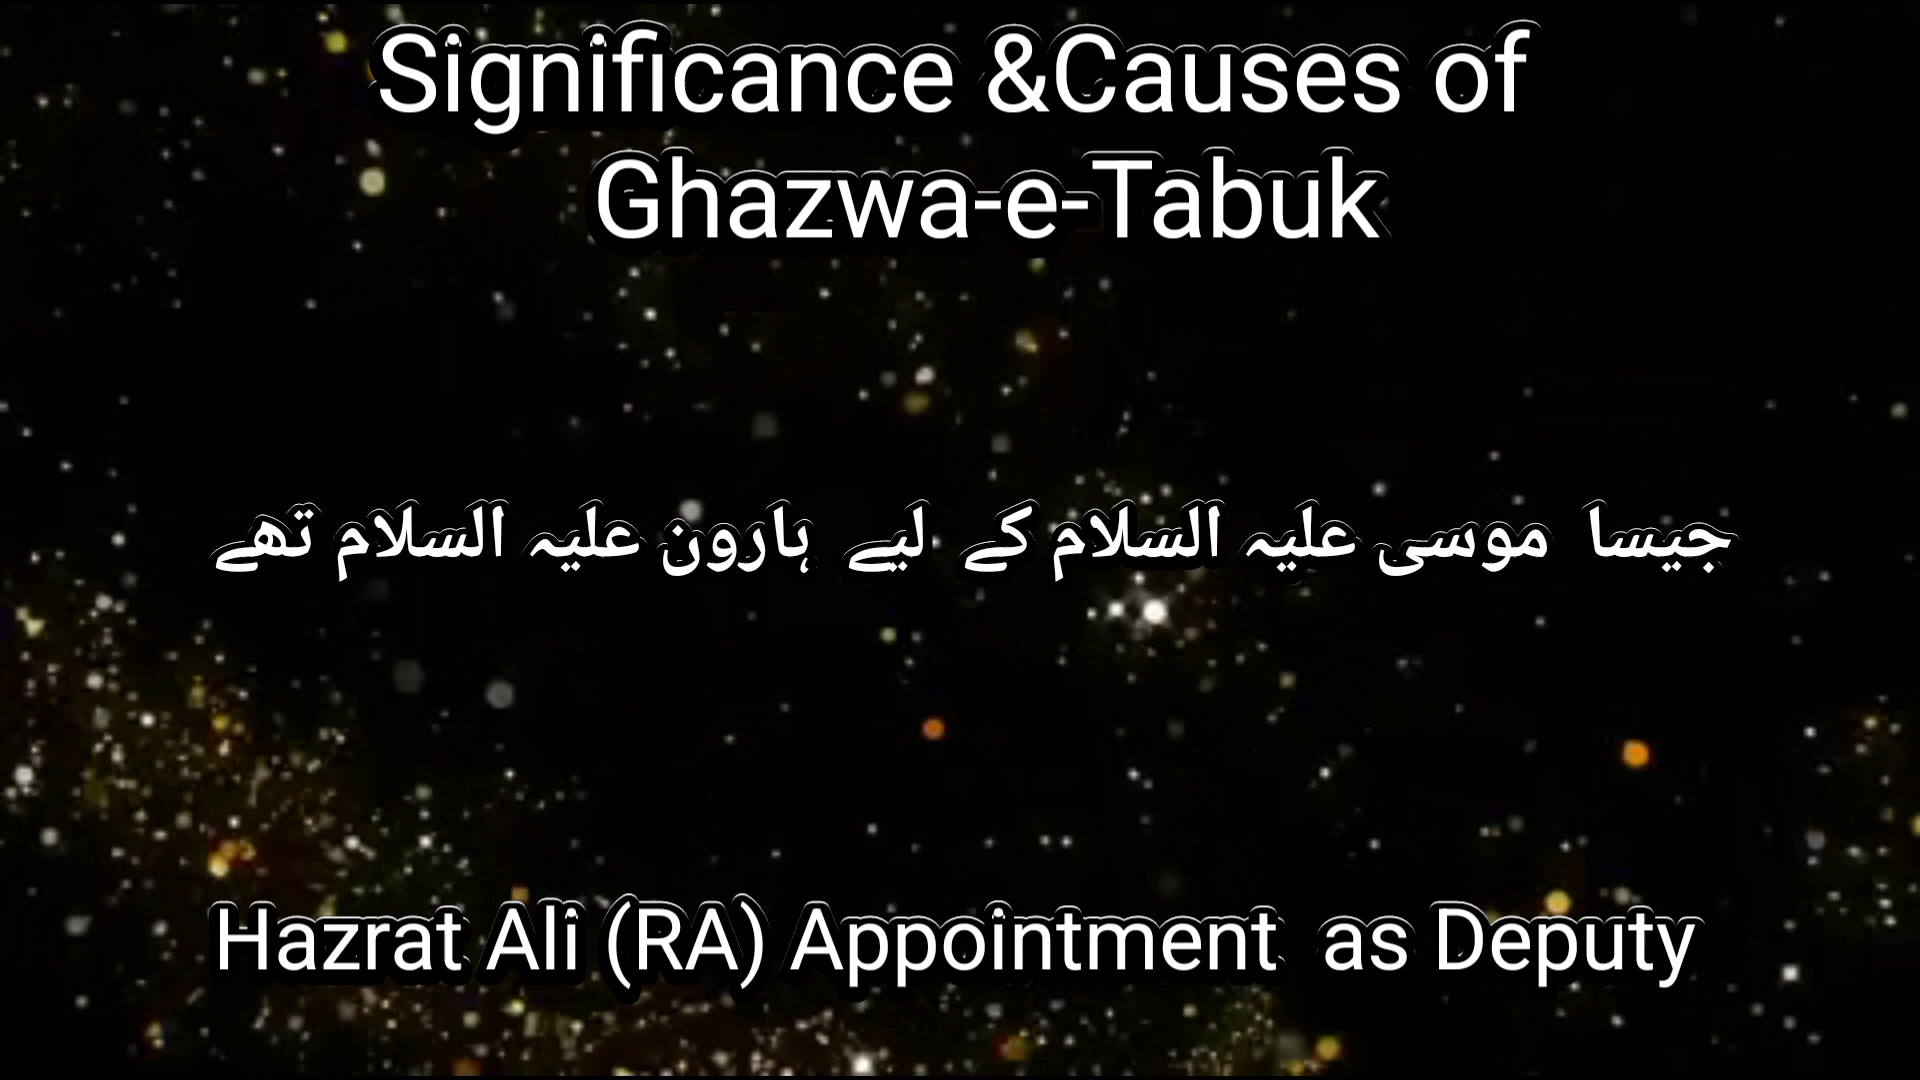 Significance &Causes of
Ghazwa-e-Tabuk
جیسا موسی علیہ السلام کے لیے ہارون علیہ السلام تھے
Hazrat Ali (RA) Appointment as Deputy